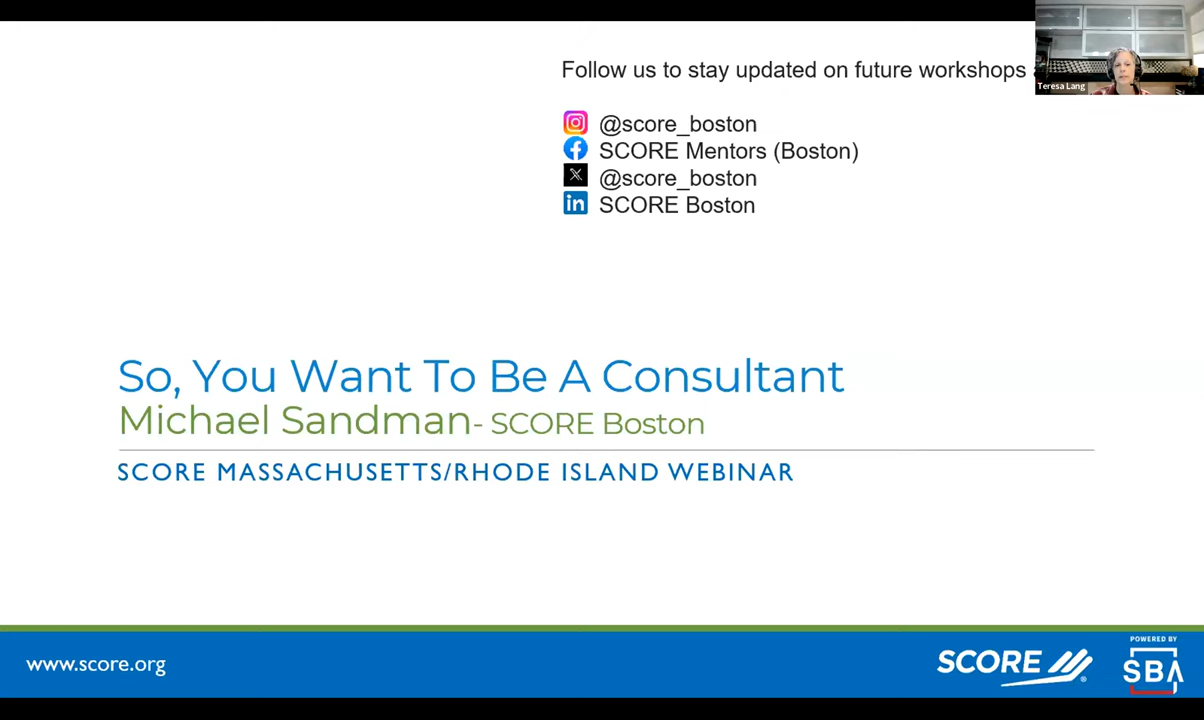 Follow us to stay updated on future workshops
Teresa Lang
@score_boston
SCORE Mentors (Boston)
@score_boston
SCORE Boston
So, You Want To Be A Consultant
Michael Sandman- SCORE Boston
SCORE MASSACHUSETTS/RHODE ISLAND WEBINAR
www.score.org
SCORE
POWERED BY
SBA